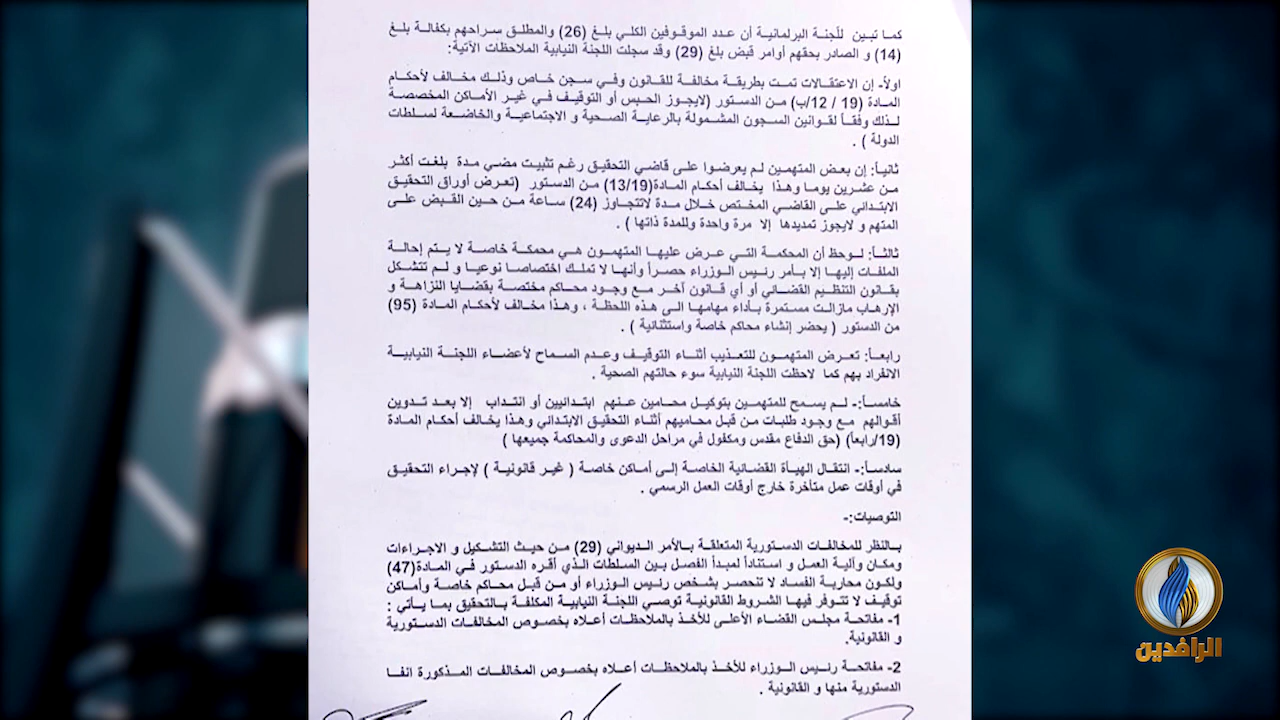 كما تبين للّجنة البرلمانية أن عدد الموقوفين الكلي بلغ (26) والمطلق سراحهم بكفالة بلغ
(14) و الصادر بحقهم أوامر قبض بلغ (29) وقد سجلت اللجنة النيابية الملاحظات الآتية:
اولاً- إن الاعتقالات تمت بطريقة مخالفة للقانون وفي سجن خاص وذلك مخالف لأحكام
المادة (19 / 12/ب) من الدستور (لايجوز الحبس أو التوقيف في غير الأماكن المخصصة
لذلك وفقاً لقوانين السجون المشمولة بالرعاية الصحية و الاجتماعية والخاضعة لسلطات
الدولة ) .
ثانياً: إن بعض المتهمين لم يعرضوا على قاضي التحقيق رغم تثبيت مضي مدة بلغت أكثر
من عشرين يوما وهذا يخالف أحكام المادة(13/19) من الدستور (تعرض أوراق التحقيق
الابتدائي على القاضي المختص خلال مدة لاتتجاوز (24) ساعة من حين القبض على
المتهم و لايجوز تمديدها إلا مرة واحدة وللمدة ذاتها ) .
ثالثاً: لوحظ أن المحكمة التي عرض عليها المتهمون هي محمكة خاصة لا يتم إحالة
الملفات إليها إلا بأمر رئيس الوزراء حصراً وأنها لا تملك اختصاصا نوعيا و لم تتشكل
بقانون التنظيم القضائي أو أي قانون آخر مع وجود محاكم مختصة بقضايا النزاهة و
الإرهاب مازالت مستمرة بأداء مهامها الى هذه اللحظة ، وهذا مخالف لأحكام المادة (95)
من الدستور ( يحضر إنشاء محاكم خاصة واستثنائية ) .
رابعاً: تعرض المتهمون للتعذيب أثناء التوقيف وعدم السماح لأعضاء اللجنة النيابية
الانفراد بهم كما لاحظت اللجنة النيابية سوء حالتهم الصحية .
خامساً:- لم يسمح للمتهمين بتوكيل محامين عنهم ابتدائيين أو انتداب إلا بعد تدوين
أقوالهم مع وجود طلبات من قبل محاميهم أثناء التحقيق الابتدائي وهذا يخالف أحكام المادة
(19/رابعاً) (حق الدفاع مقدس ومكفول في مراحل الدعوى والمحاكمة جميعها )
سادساً:- انتقال الهيأة القضائية الخاصة إلى أماكن خاصة ( غير قانونية ) لإجراء التحقيق
في أوقات عمل متأخرة خارج أوقات العمل الرسمي .
التوصيات:-
بالنظر للمخالفات الدستورية المتعلقة بالأمر الديواني (29) من حيث التشكيل و الاجراءات
ومكان وآلية العمل و استناداً لمبدأ الفصل بين السلطات الذي أقره الدستور في المادة(47)
ولكون محاربة الفساد لا تنحصر بشخص رئيس الوزراء أو من قبل محاكم خاصة وأماكن
توقيف لا تتوفر فيها الشروط القانونية توصي اللجنة النيابية المكلفة بالتحقيق بما يأتي :
1- مفاتحة مجلس القضاء الأعلى للأخذ بالملاحظات أعلاه بخصوص المخالفات الدستورية
و القانونية.
2- مفاتحة رئيس الوزراء للأخذ بالملاحظات أعلاه بخصوص المخالفات المذكورة انفا
الدستورية منها و القانونية .
الرافدين